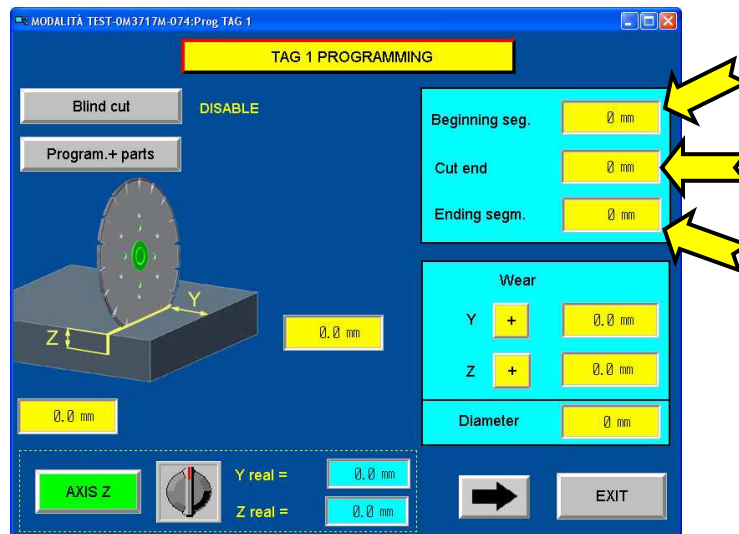 MODALITÀ TEST-0M3717M-074:Prog TAG 1
TAG 1 PROGRAMMING
Blind cut DISABLE
Program.+ parts
Beginning seg. 0 mm
Cut end 0 mm
Ending segm. 0 mm
Y
Z
0.0 mm
0.0 mm
Wear
Y + 0.0 mm
Z + 0.0 mm
Diameter 0 mm
AXIS Z
Y real = 0.0 mm
Z real = 0.0 mm
EXIT